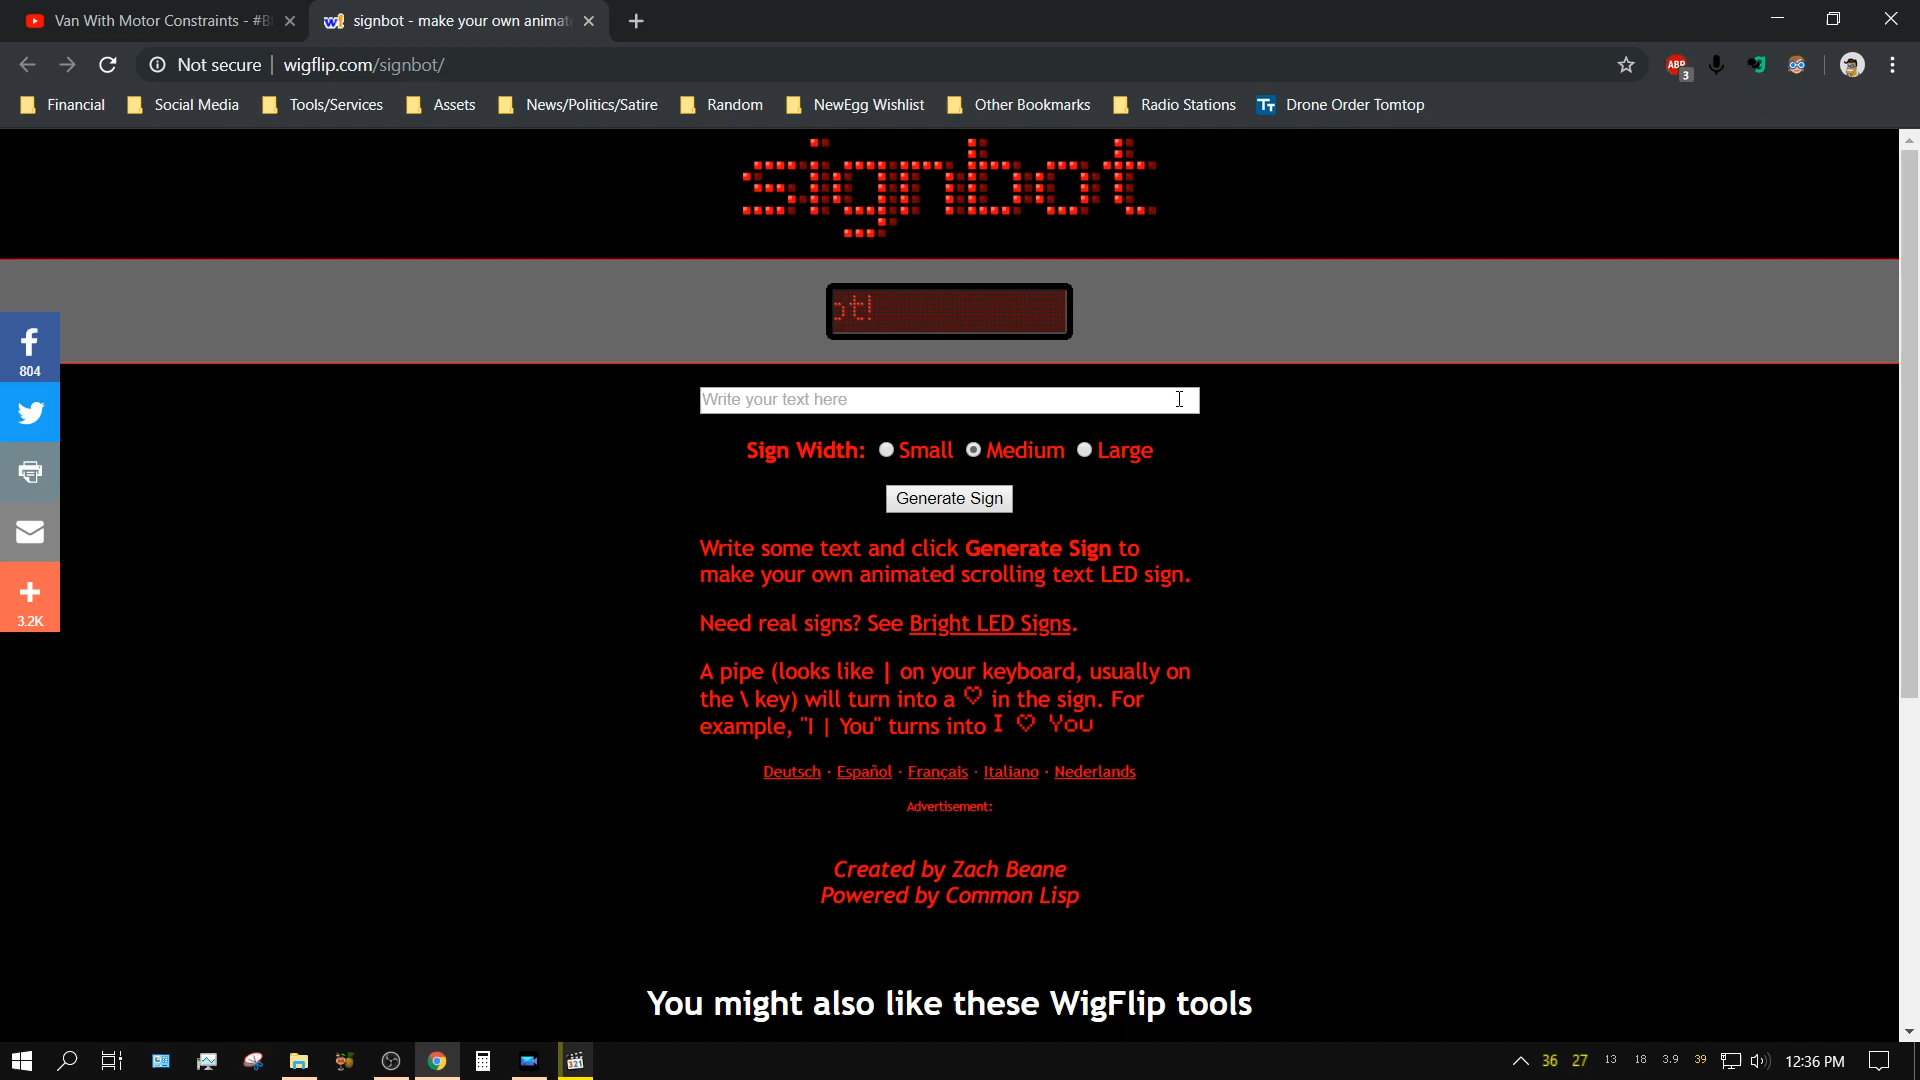 Van With Motor Constraints - #B
signbot - make your own animat
Not secure
wigflip.com/signbot/
ABP
3
Financial
Social Media
Tools/Services
Assets
News/Politics/Satire
Random
NewEgg Wishlist
Other Bookmarks
Radio Stations
Drone Order Tomtop
signbot
ot!
804
3.2K
Write your text here
Sign Width: Small Medium Large
Generate Sign
Write some text and click Generate Sign to
make your own animated scrolling text LED sign.
Need real signs? See Bright LED Signs.
A pipe (looks like | on your keyboard, usually on
the \ key) will turn into a ♡ in the sign. For
example, "I | You" turns into I ♡ You
Deutsch · Español · Français · Italiano · Nederlands
Advertisement:
Created by Zach Beane
Powered by Common Lisp
You might also like these WigFlip tools
36 27 13 18 3.9 39 12:36 PM